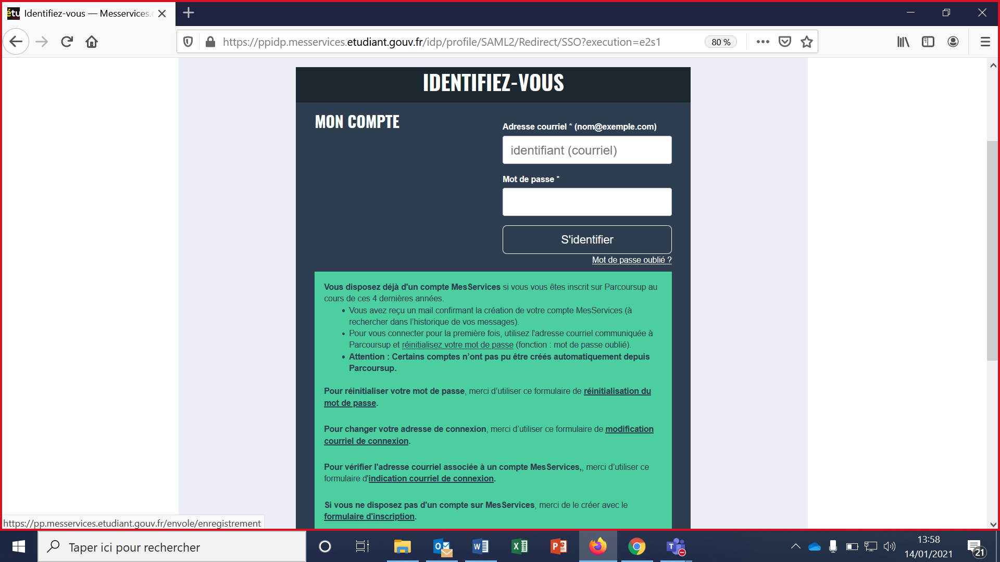 étu Identifiez-vous — Messervices.
https://ppidp.messervices.etudiant.gouv.fr/idp/profile/SAML2/Redirect/SSO?execution=e2s1 80 %
IDENTIFIEZ-VOUS
MON COMPTE
Adresse courriel * (nom@exemple.com)
identifiant (courriel)
Mot de passe *
S'identifier
Mot de passe oublié ?
Vous disposez déjà d'un compte MesServices si vous vous êtes inscrit sur Parcoursup au
cours de ces 4 dernières années.
• Vous avez reçu un mail confirmant la création de votre compte MesServices (à
rechercher dans l’historique de vos messages).
• Pour vous connecter pour la première fois, utilisez l'adresse courriel communiquée à
Parcoursup et réinitialisez votre mot de passe (fonction : mot de passe oublié).
• Attention : Certains comptes n’ont pas pu être créés automatiquement depuis
Parcoursup.
Pour réinitialiser votre mot de passe, merci d’utiliser ce formulaire de réinitialisation du
mot de passe.
Pour changer votre adresse de connexion, merci d’utiliser ce formulaire de modification
courriel de connexion.
Pour vérifier l'adresse courriel associée à un compte MesServices,, merci d’utiliser ce
formulaire d'indication courriel de connexion.
Si vous ne disposez pas d'un compte sur MesServices, merci de le créer avec le
formulaire d'inscription.
https://pp.messervices.etudiant.gouv.fr/envole/enregistrement
Taper ici pour rechercher
13:58
14/01/2021
21